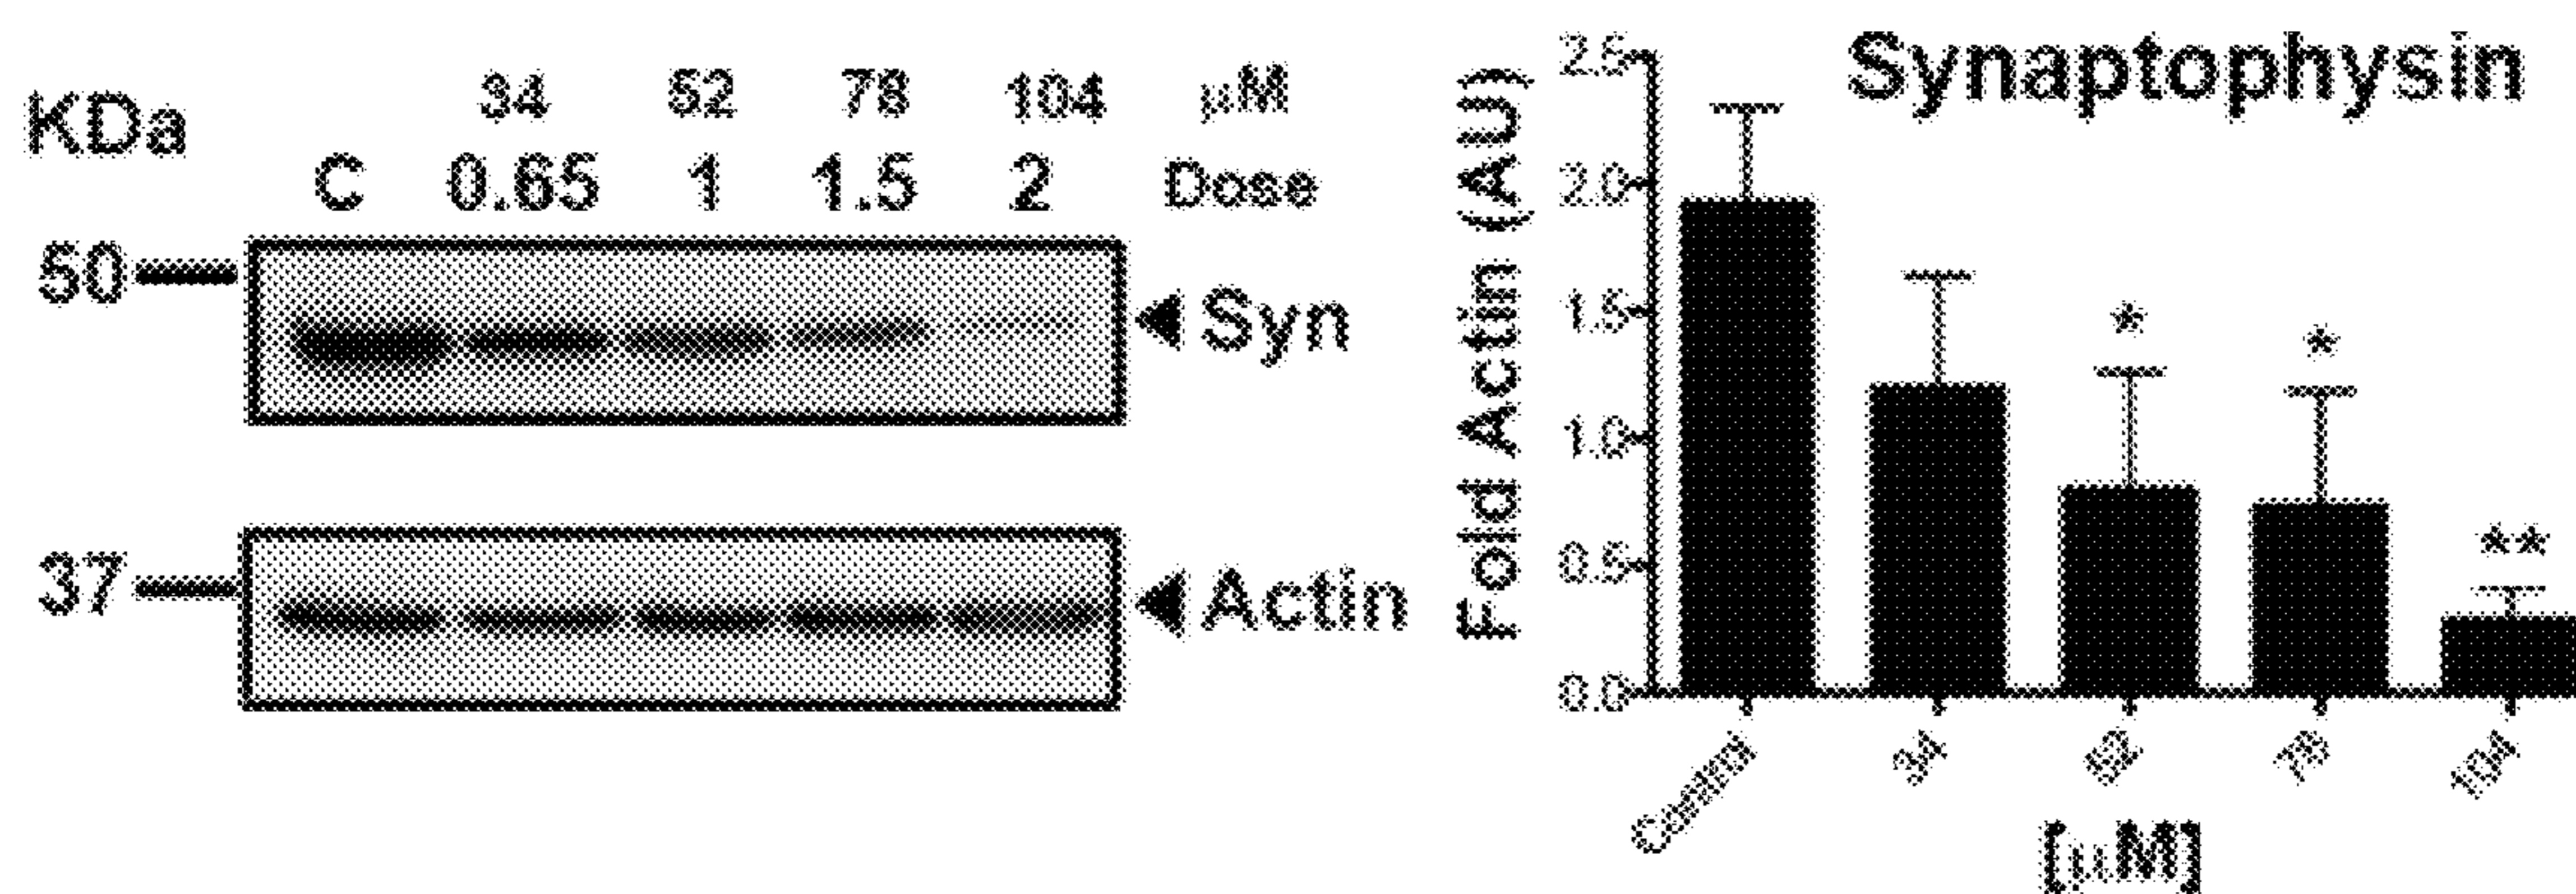 KDa
34 52 78 104 µM
C 0.65 1 1.5 2 Dose
50
Syn
37
Actin
Synaptophysin
Fold Actin (AU)
2.5
2.0
1.5
1.0
0.5
0.0
*
*
**
Control 34 52 78 104
[µM]